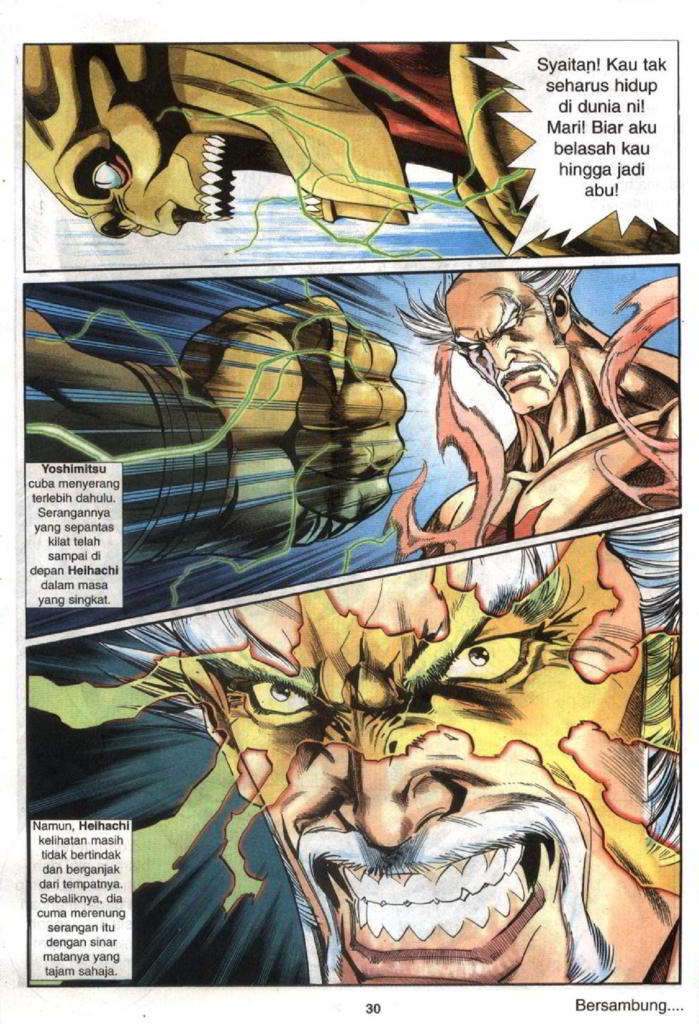 Syaitan! Kau tak
seharus hidup
di dunia ni!
Mari! Biar aku
belasah kau
hingga jadi
abu!
Yoshimitsu
cuba menyerang
terlebih dahulu.
Serangannya
yang sepantas
kilat telah
sampai di
depan Heihachi
dalam masa
yang singkat.
Namun, Heihachi
kelihatan masih
tidak bertindak
dan berganjak
dari tempatnya.
Sebaliknya, dia
cuma merenung
serangan itu
dengan sinar
matanya yang
tajam sahaja.
30
Bersambung....